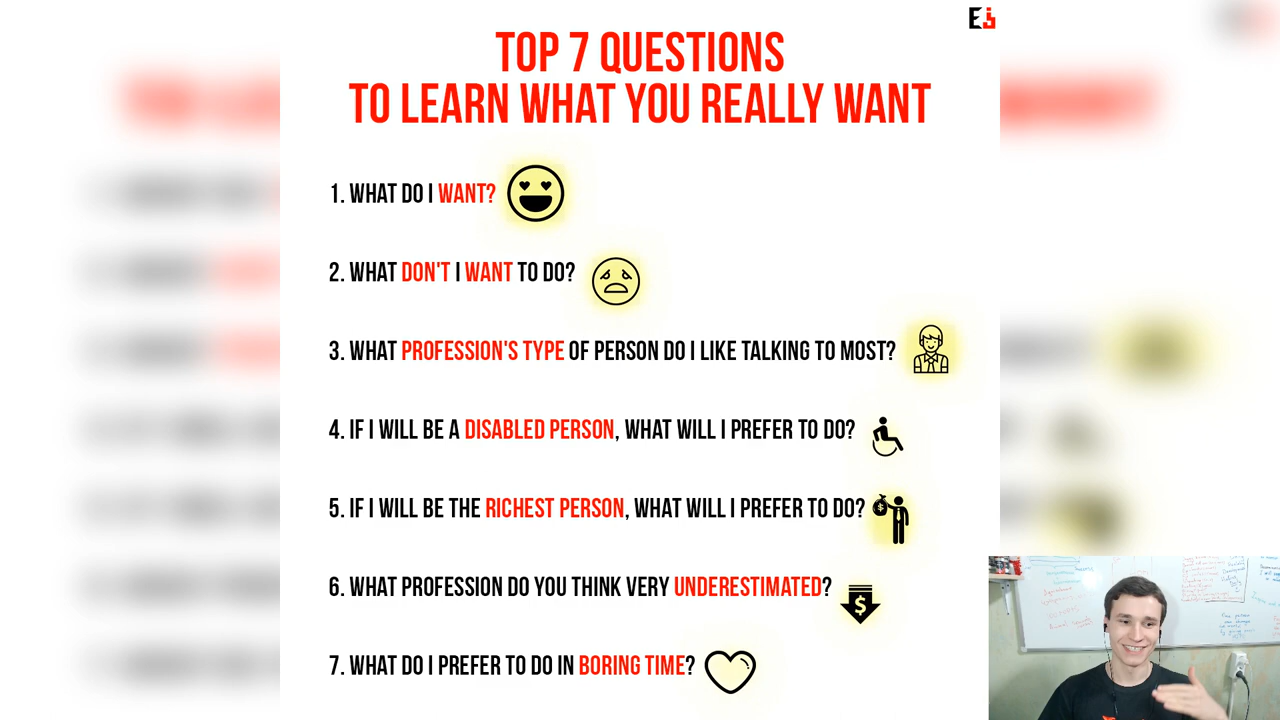 EJ
TOP 7 QUESTIONS
TO LEARN WHAT YOU REALLY WANT
1. WHAT DO I WANT?
2. WHAT DON'T I WANT TO DO?
3. WHAT PROFESSION'S TYPE OF PERSON DO I LIKE TALKING TO MOST?
4. IF I WILL BE A DISABLED PERSON, WHAT WILL I PREFER TO DO?
5. IF I WILL BE THE RICHEST PERSON, WHAT WILL I PREFER TO DO?
$
6. WHAT PROFESSION DO YOU THINK VERY UNDERESTIMATED?
$
7. WHAT DO I PREFER TO DO IN BORING TIME?